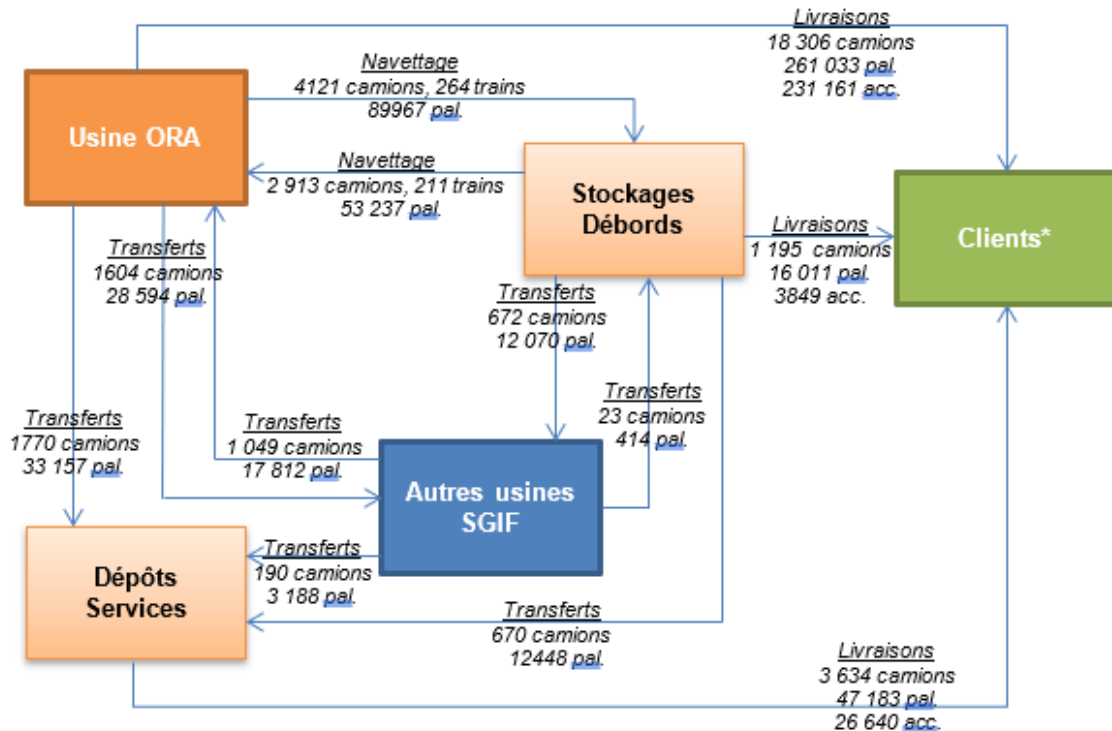 Livraisons
18 306 camions
261 033 pal.
231 161 acc.
Navettage
4121 camions, 264 trains
89967 pal.
Usine ORA
Navettage
2 913 camions, 211 trains
53 237 pal.
Stockages
Débords
Livraisons
1 195 camions
16 011 pal.
3849 acc.
Clients*
Transferts
1604 camions
28 594 pal.
Transferts
672 camions
12 070 pal.
Transferts
23 camions
414 pal.
Transferts
1770 camions
33 157 pal.
Transferts
1 049 camions
17 812 pal.
Autres usines
SGIF
Dépôts
Services
Transferts
190 camions
3 188 pal.
Transferts
670 camions
12448 pal.
Livraisons
3 634 camions
47 183 pal.
26 640 acc.